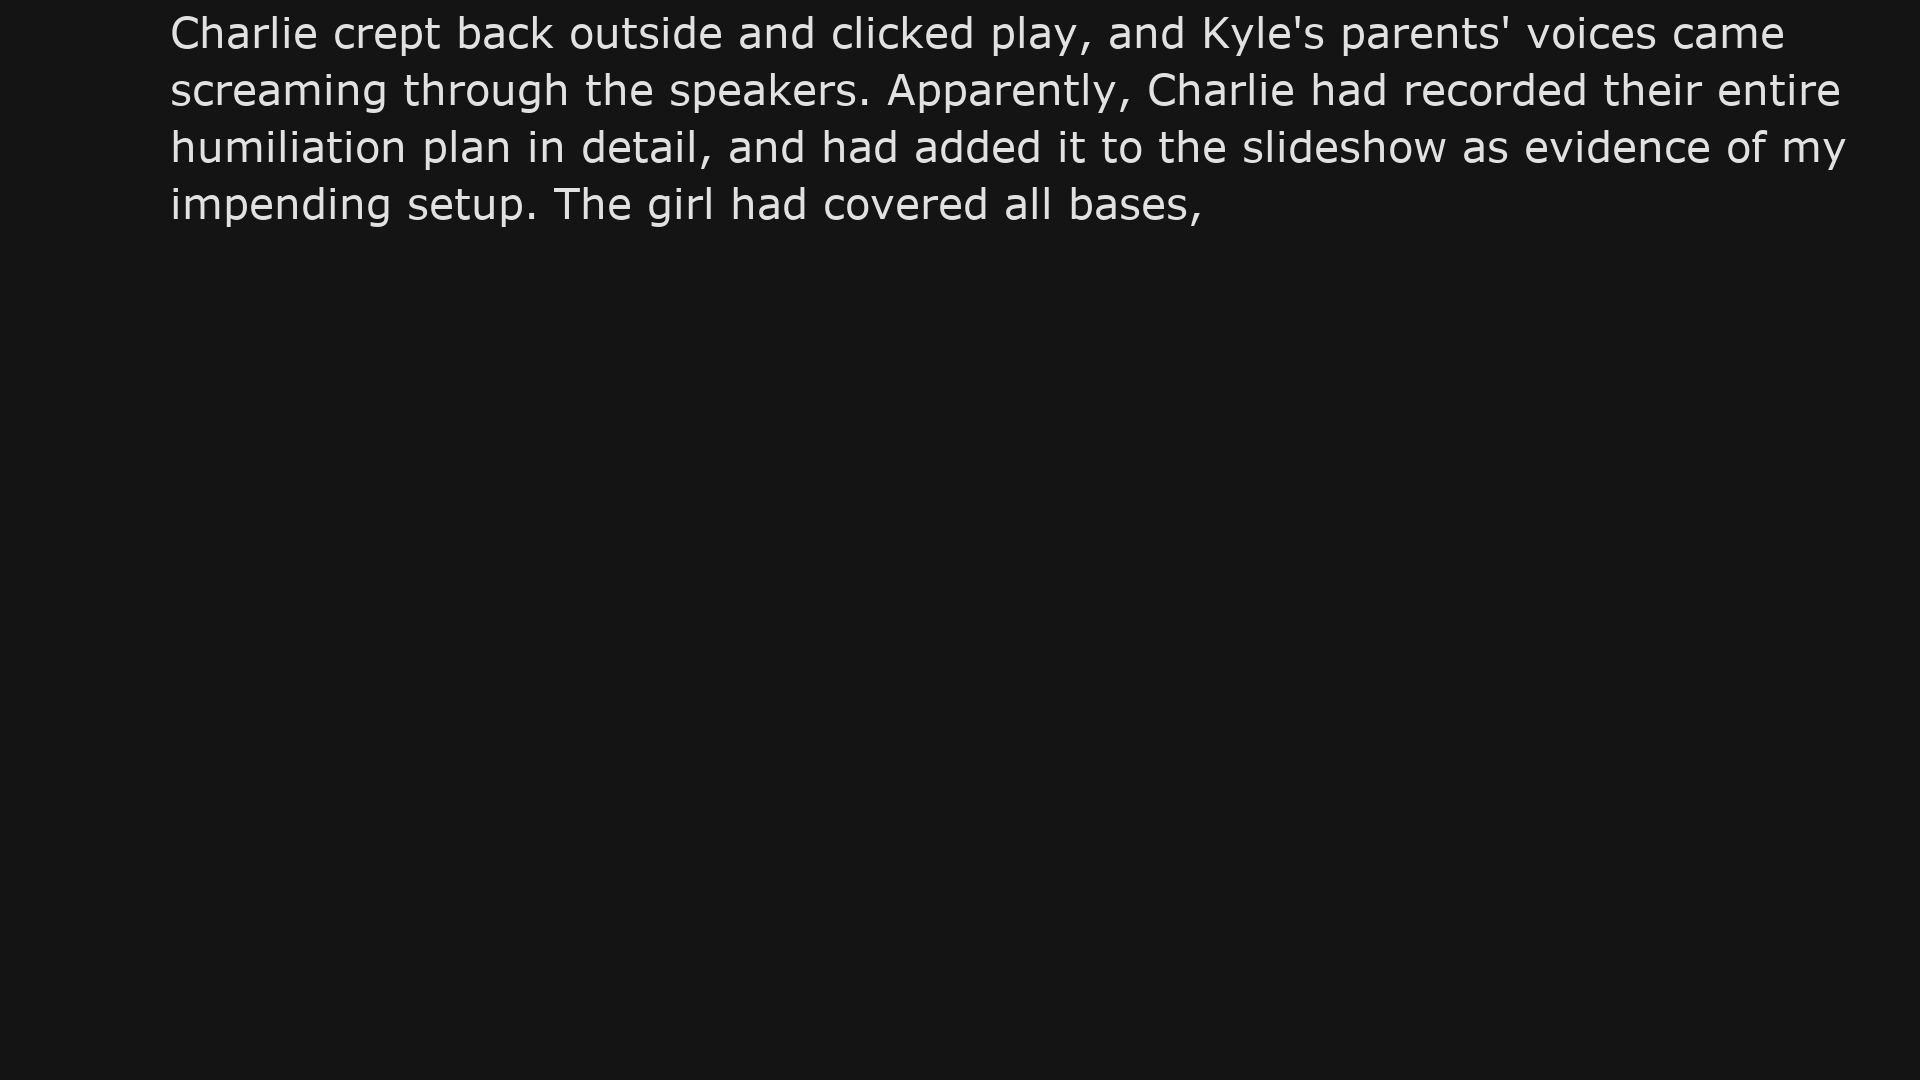 Charlie crept back outside and clicked play, and Kyle's parents' voices came
screaming through the speakers. Apparently, Charlie had recorded their entire
humiliation plan in detail, and had added it to the slideshow as evidence of my
impending setup. The girl had covered all bases,